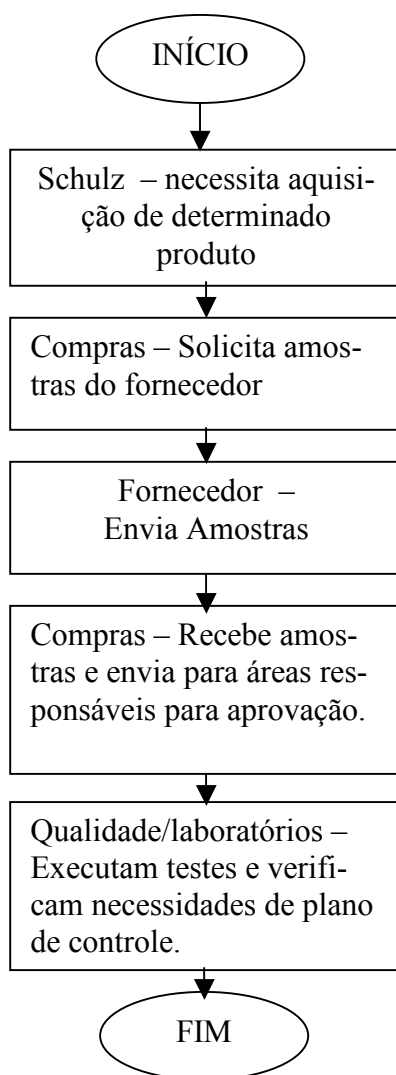 INÍCIO
Schulz – necessita aquisi-
ção de determinado
produto
Compras – Solicita amos-
tras do fornecedor
Fornecedor –
Envia Amostras
Compras – Recebe amos-
tras e envia para áreas res-
ponsáveis para aprovação.
Qualidade/laboratórios –
Executam testes e verifi-
cam necessidades de plano
de controle.
FIM